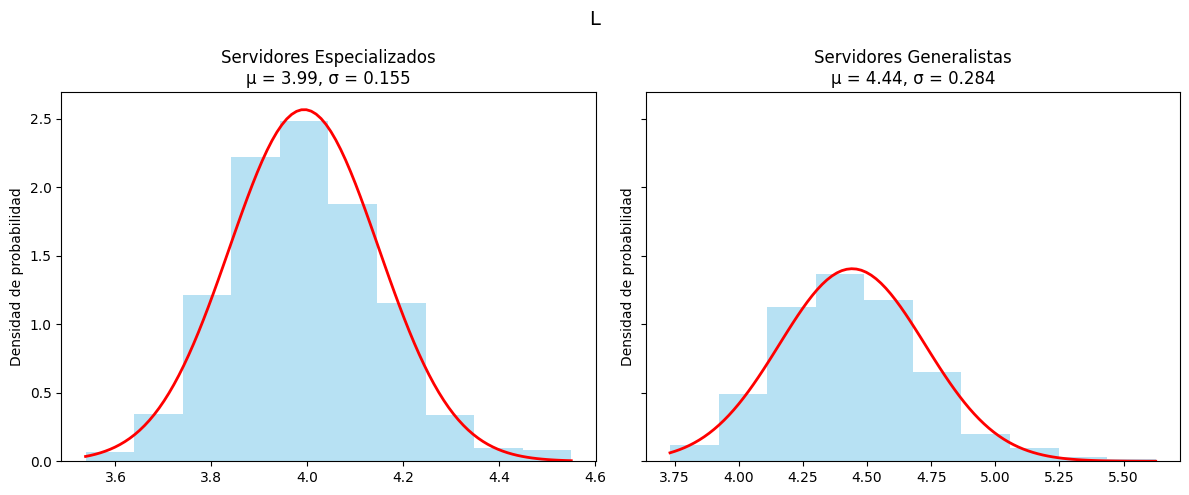 L
Servidores Especializados
μ = 3.99, σ = 0.155
Servidores Generalistas
μ = 4.44, σ = 0.284
Densidad de probabilidad
2.5
2.0
1.5
1.0
0.5
0.0
3.6 3.8 4.0 4.2 4.4 4.6
Densidad de probabilidad
3.75 4.00 4.25 4.50 4.75 5.00 5.25 5.50